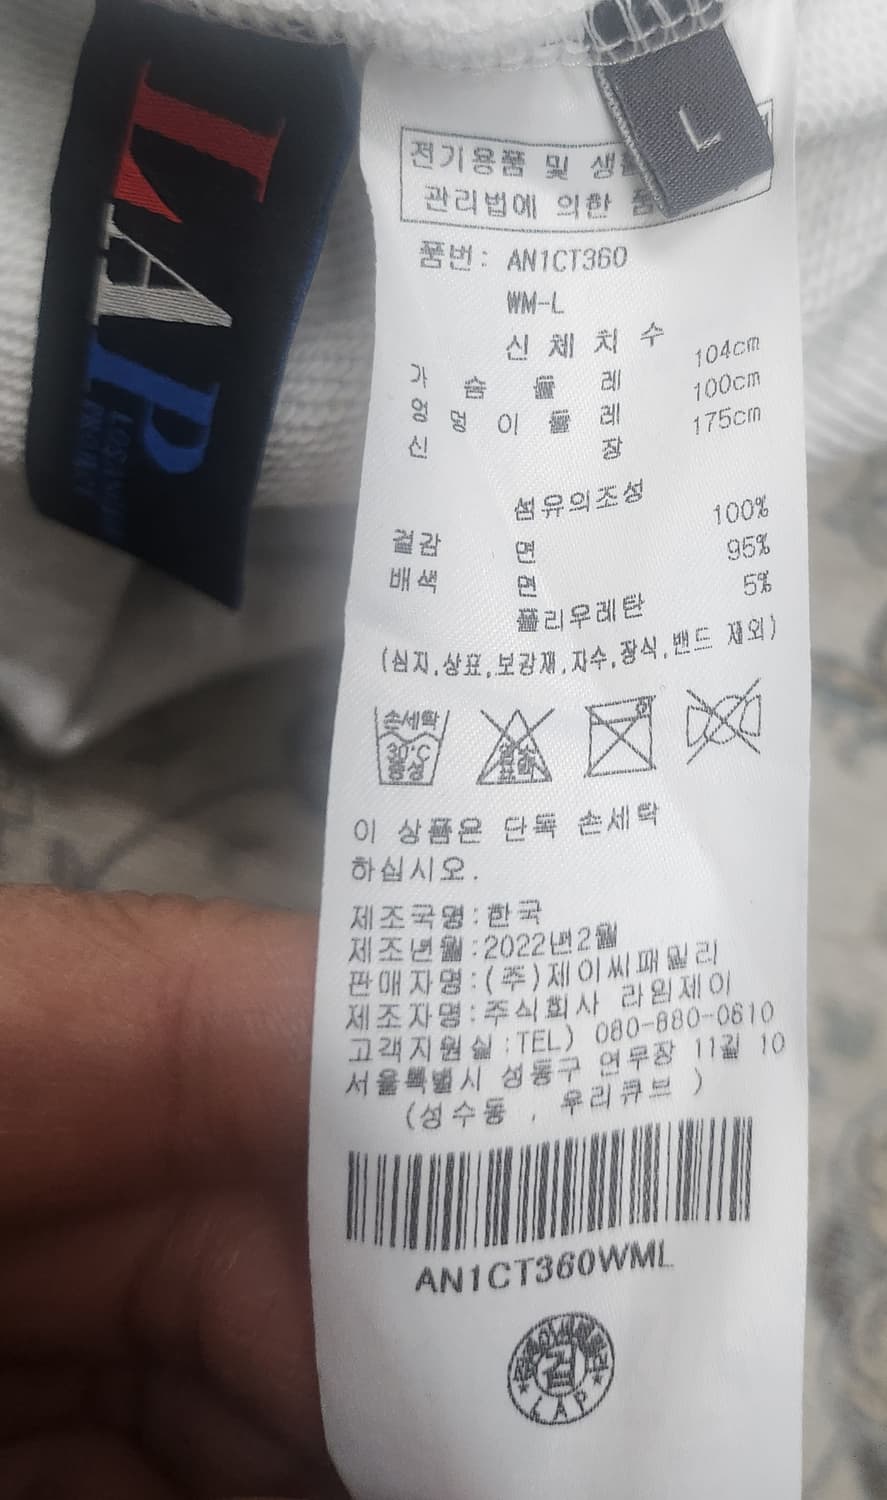 LAP
L
전기용품 및 생
관리법에 의한 품
품번: AN1CT360
WM-L
신 체 치 수
가 슴 둘 레 104cm
엉 덩 이 둘 레 100cm
신 장 175cm
섬유의조성
겉감 면 100%
배색 면 95%
폴리우레탄 5%
(심지,상표,보강재,자수,장식,밴드 제외)
손세탁
30°C
중성
이 상품은 단독 손세탁
하십시오.
제조국명:한국
제조년월:2022년2월
판매자명:(주)제이씨패밀리
제조자명:주식회사 라임제이
고객지원실:TEL) 080-880-0610
서울특별시 성동구 연무장 11길 10
(성수동 , 우리큐브 )
AN1CT360WML
검
LAP